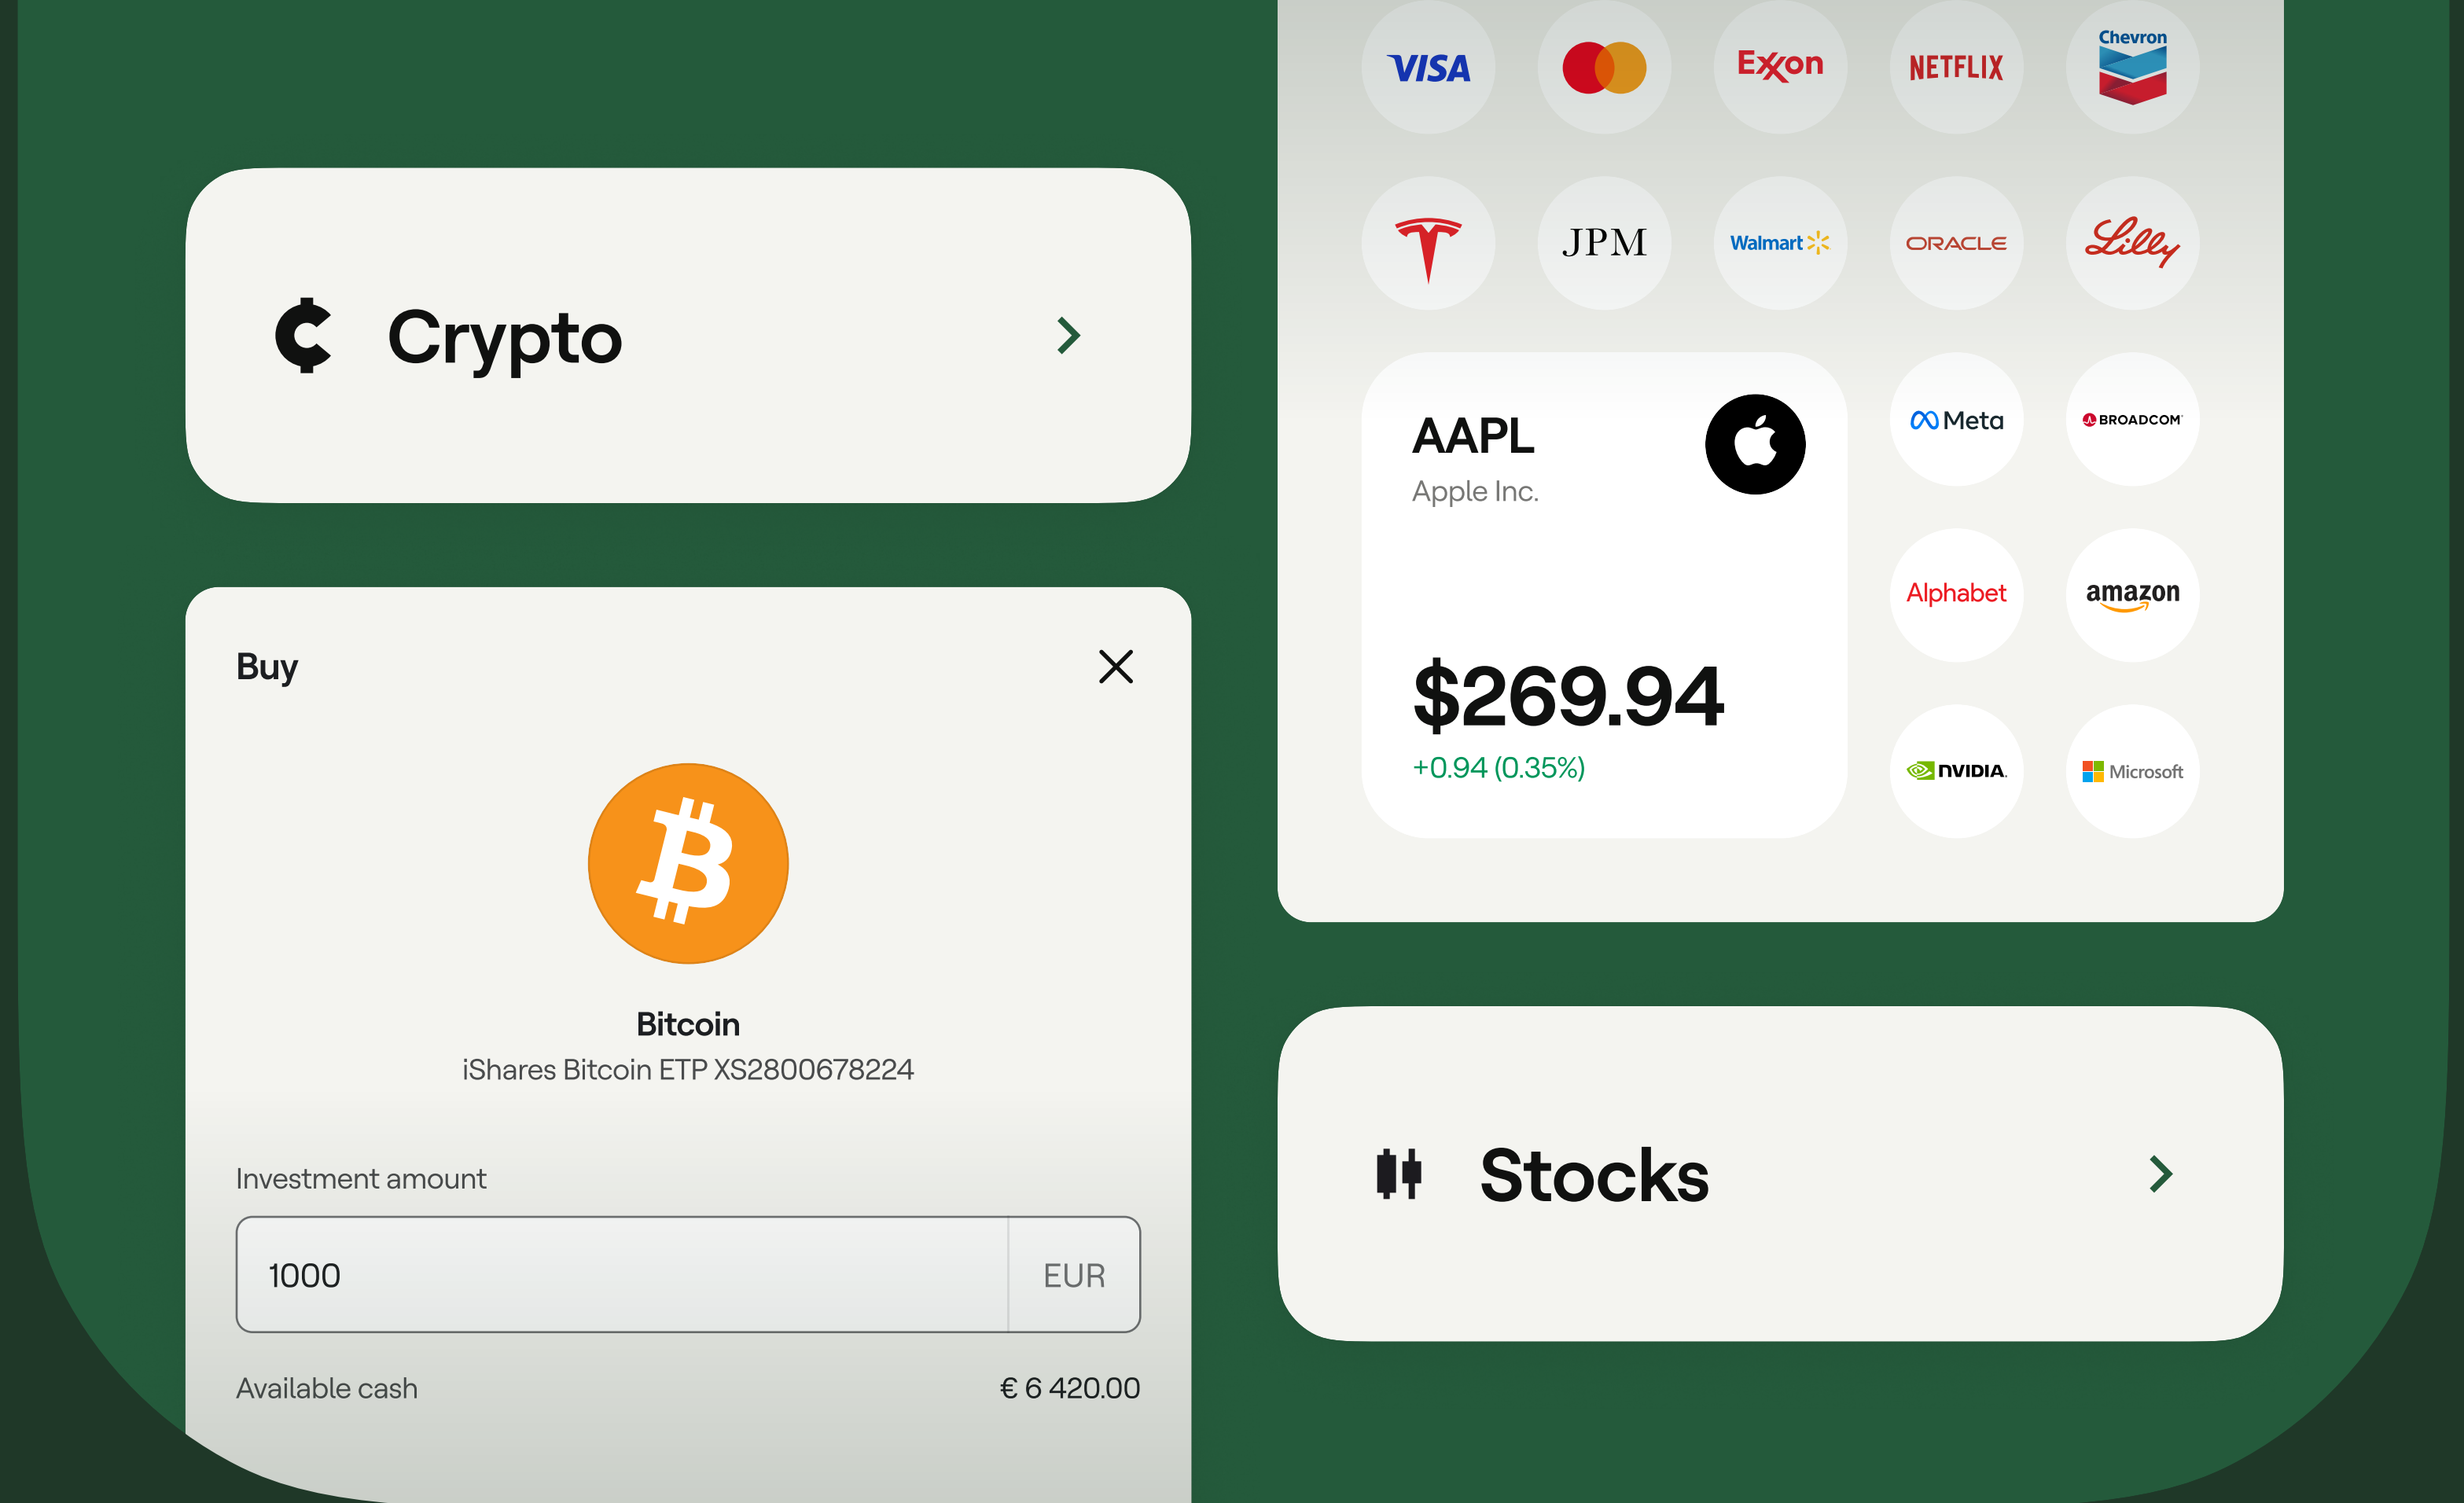 Crypto
Buy
Bitcoin
iShares Bitcoin ETP XS2800678224
Investment amount
1000 EUR
Available cash € 6 420.00
VISA
Exxon
NETFLIX
Chevron
JPM
Walmart
ORACLE
Lilly
AAPL
Apple Inc.
Meta
BROADCOM
Alphabet
amazon
$269.94
+0.94 (0.35%)
NVIDIA.
Microsoft
Stocks